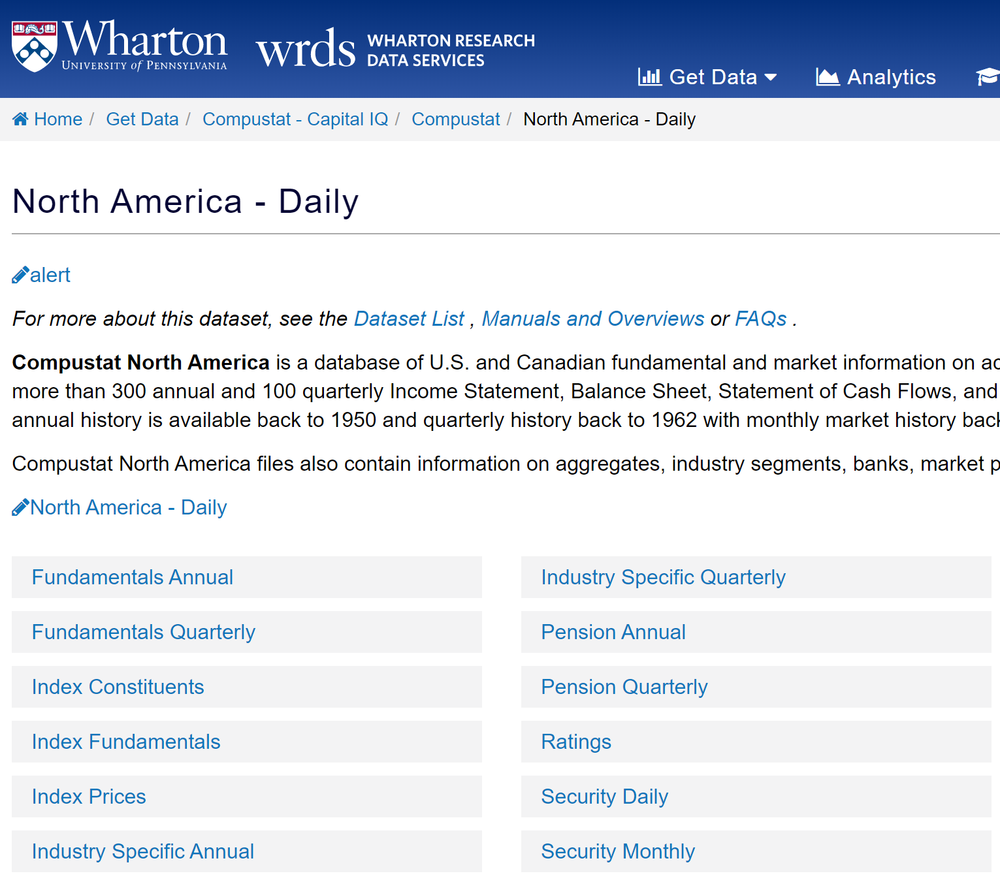 Wharton
UNIVERSITY of PENNSYLVANIA
wrds
WHARTON RESEARCH
DATA SERVICES
Get Data
Analytics
Home / Get Data / Compustat - Capital IQ / Compustat / North America - Daily
North America - Daily
alert
For more about this dataset, see the Dataset List , Manuals and Overviews or FAQs .
Compustat North America is a database of U.S. and Canadian fundamental and market information on
more than 300 annual and 100 quarterly Income Statement, Balance Sheet, Statement of Cash Flows, and
annual history is available back to 1950 and quarterly history back to 1962 with monthly market history
Compustat North America files also contain information on aggregates, industry segments, banks, market
North America - Daily
Fundamentals Annual
Fundamentals Quarterly
Index Constituents
Index Fundamentals
Index Prices
Industry Specific Annual
Industry Specific Quarterly
Pension Annual
Pension Quarterly
Ratings
Security Daily
Security Monthly